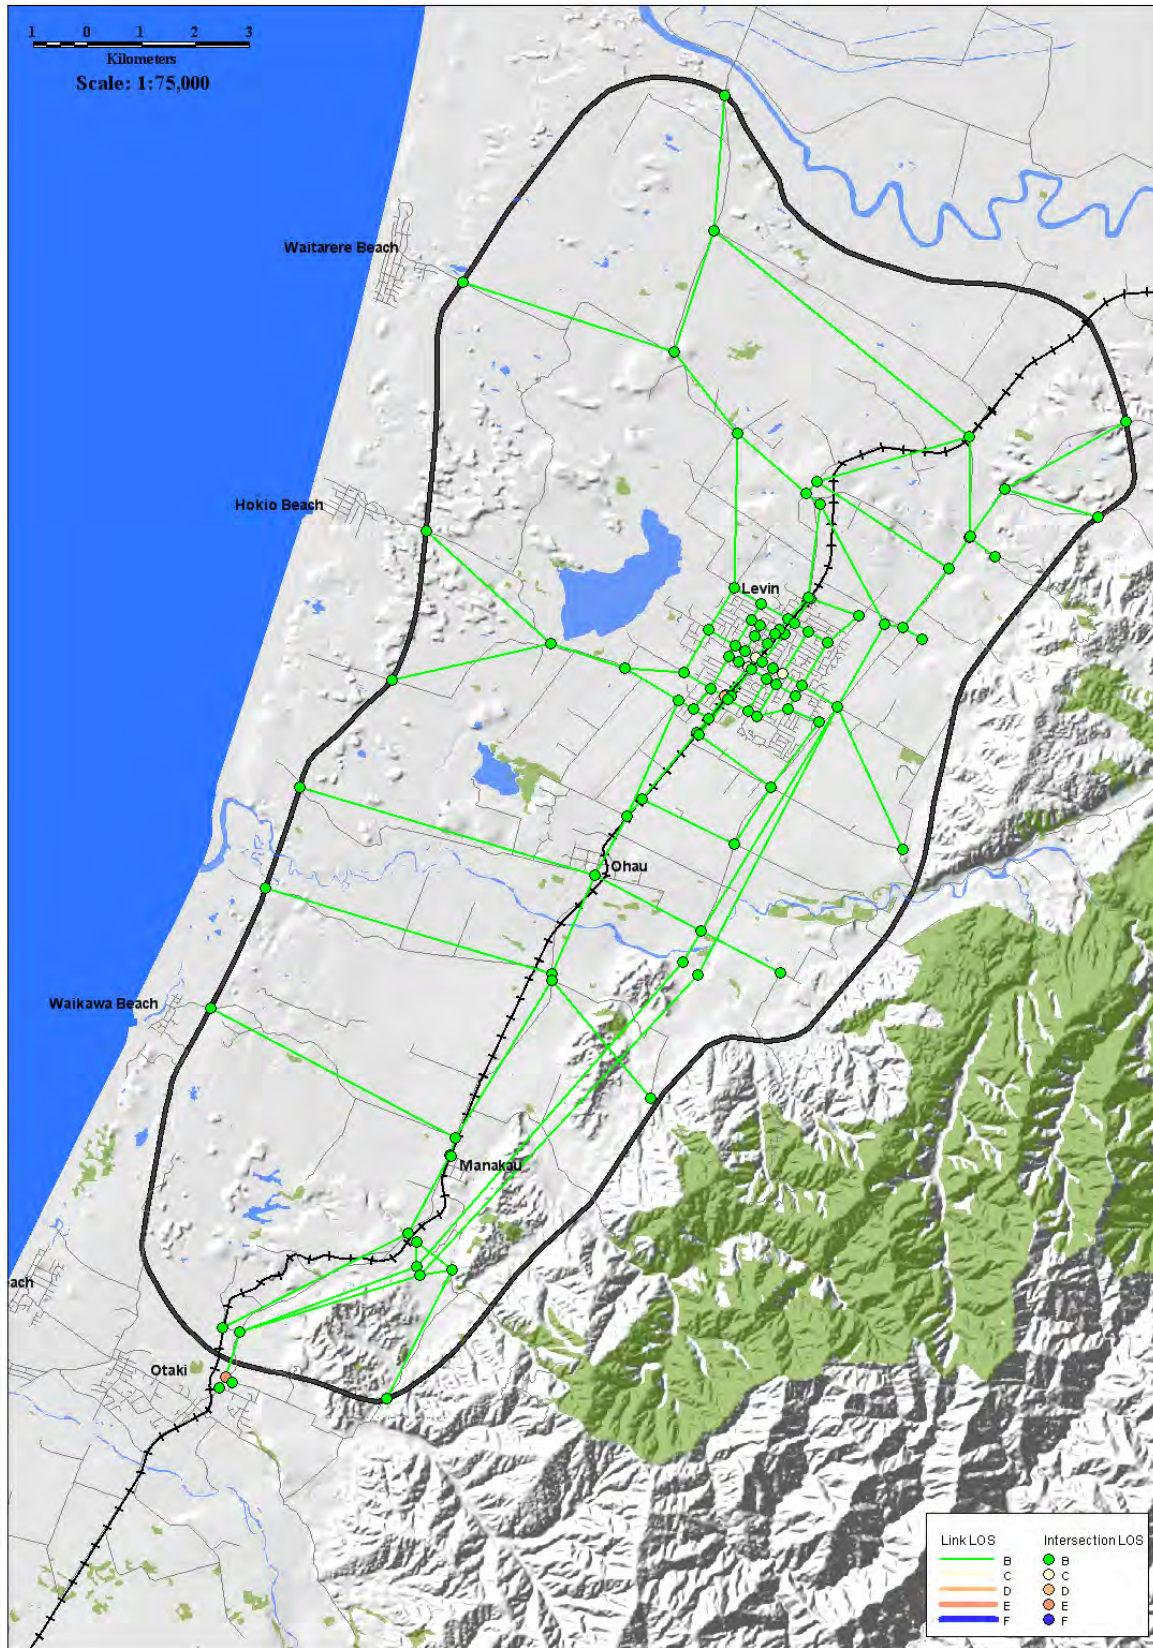 1 0 1 2 3
Kilometers
Scale: 1:75,000
Waitarere Beach
Hokio Beach
Levin
Ohau
Waikawa Beach
Manakau
each
Otaki
Link LOS Intersection LOS
B B
C C
D D
E E
F F